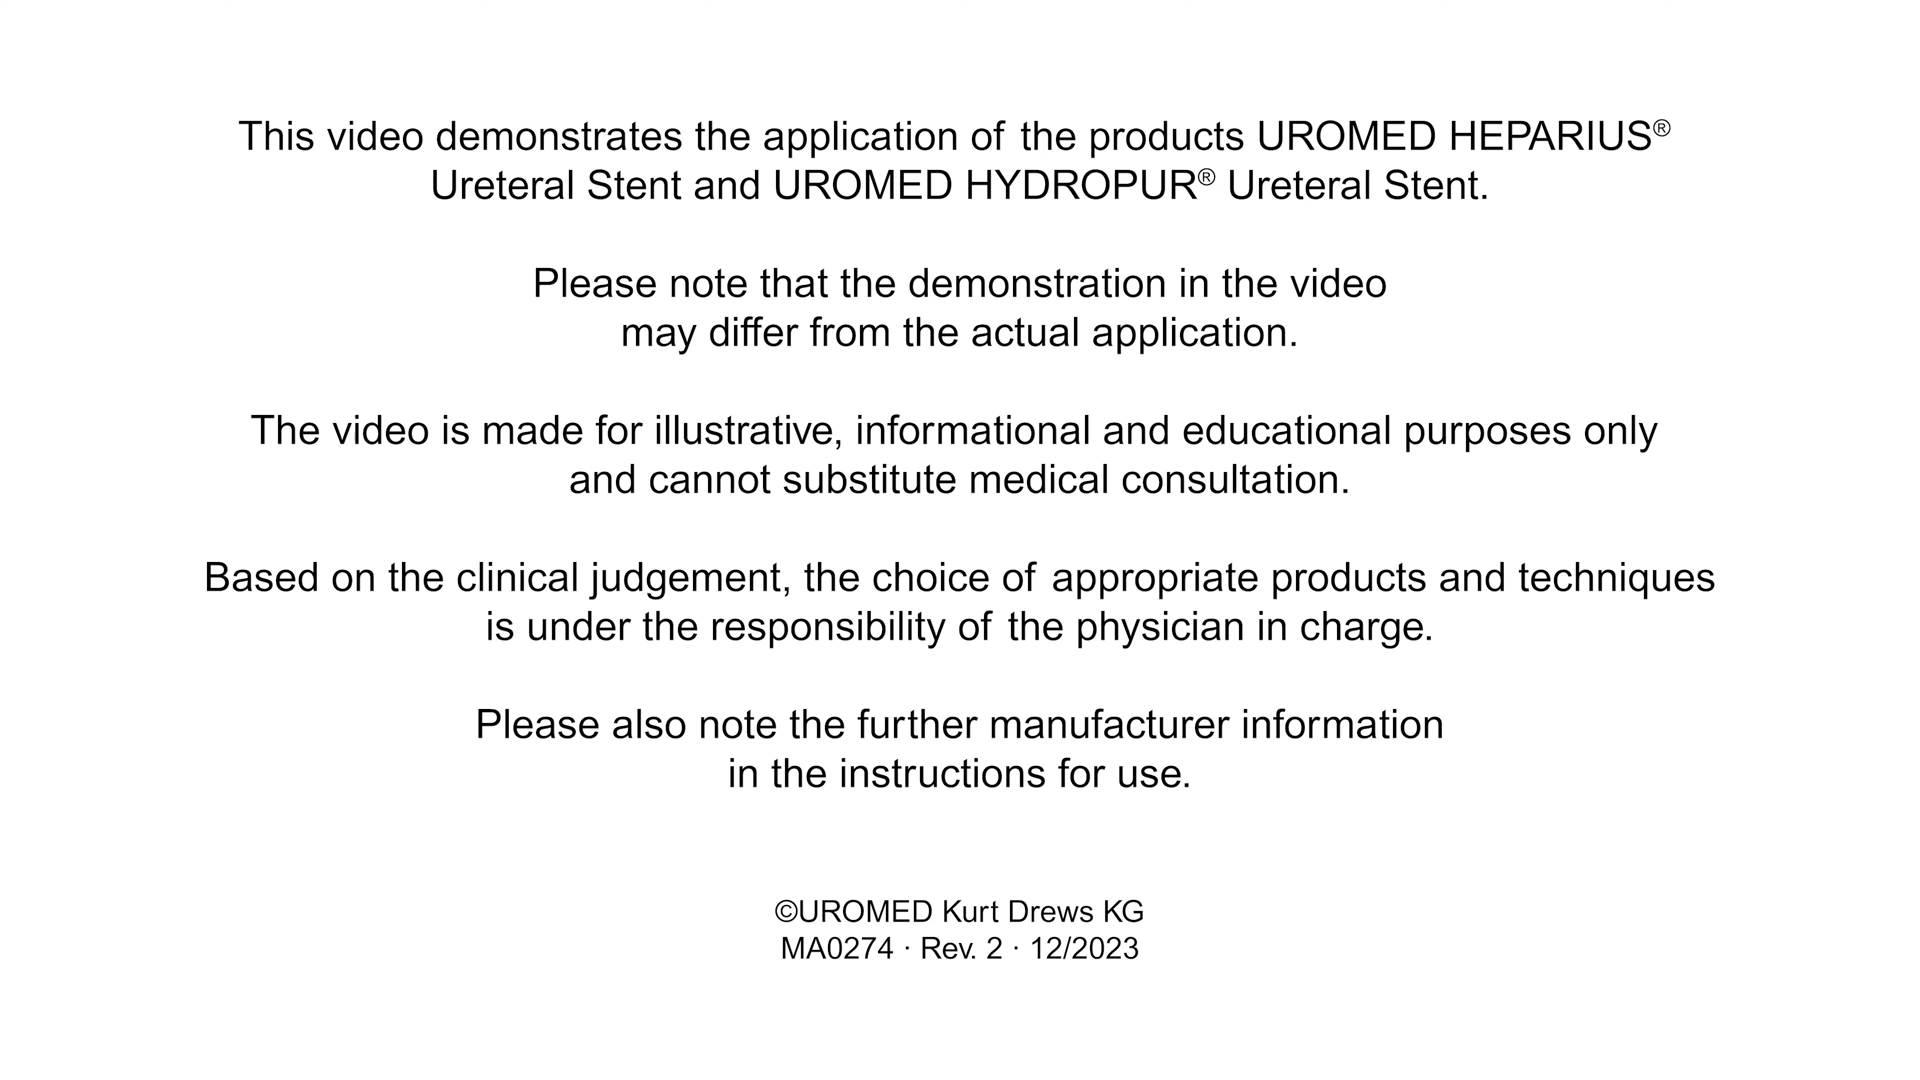 This video demonstrates the application of the products UROMED HEPARIUS®
Ureteral Stent and UROMED HYDROPUR® Ureteral Stent.
Please note that the demonstration in the video
may differ from the actual application.
The video is made for illustrative, informational and educational purposes only
and cannot substitute medical consultation.
Based on the clinical judgement, the choice of appropriate products and techniques
is under the responsibility of the physician in charge.
Please also note the further manufacturer information
in the instructions for use.
©UROMED Kurt Drews KG
MA0274 · Rev. 2 · 12/2023